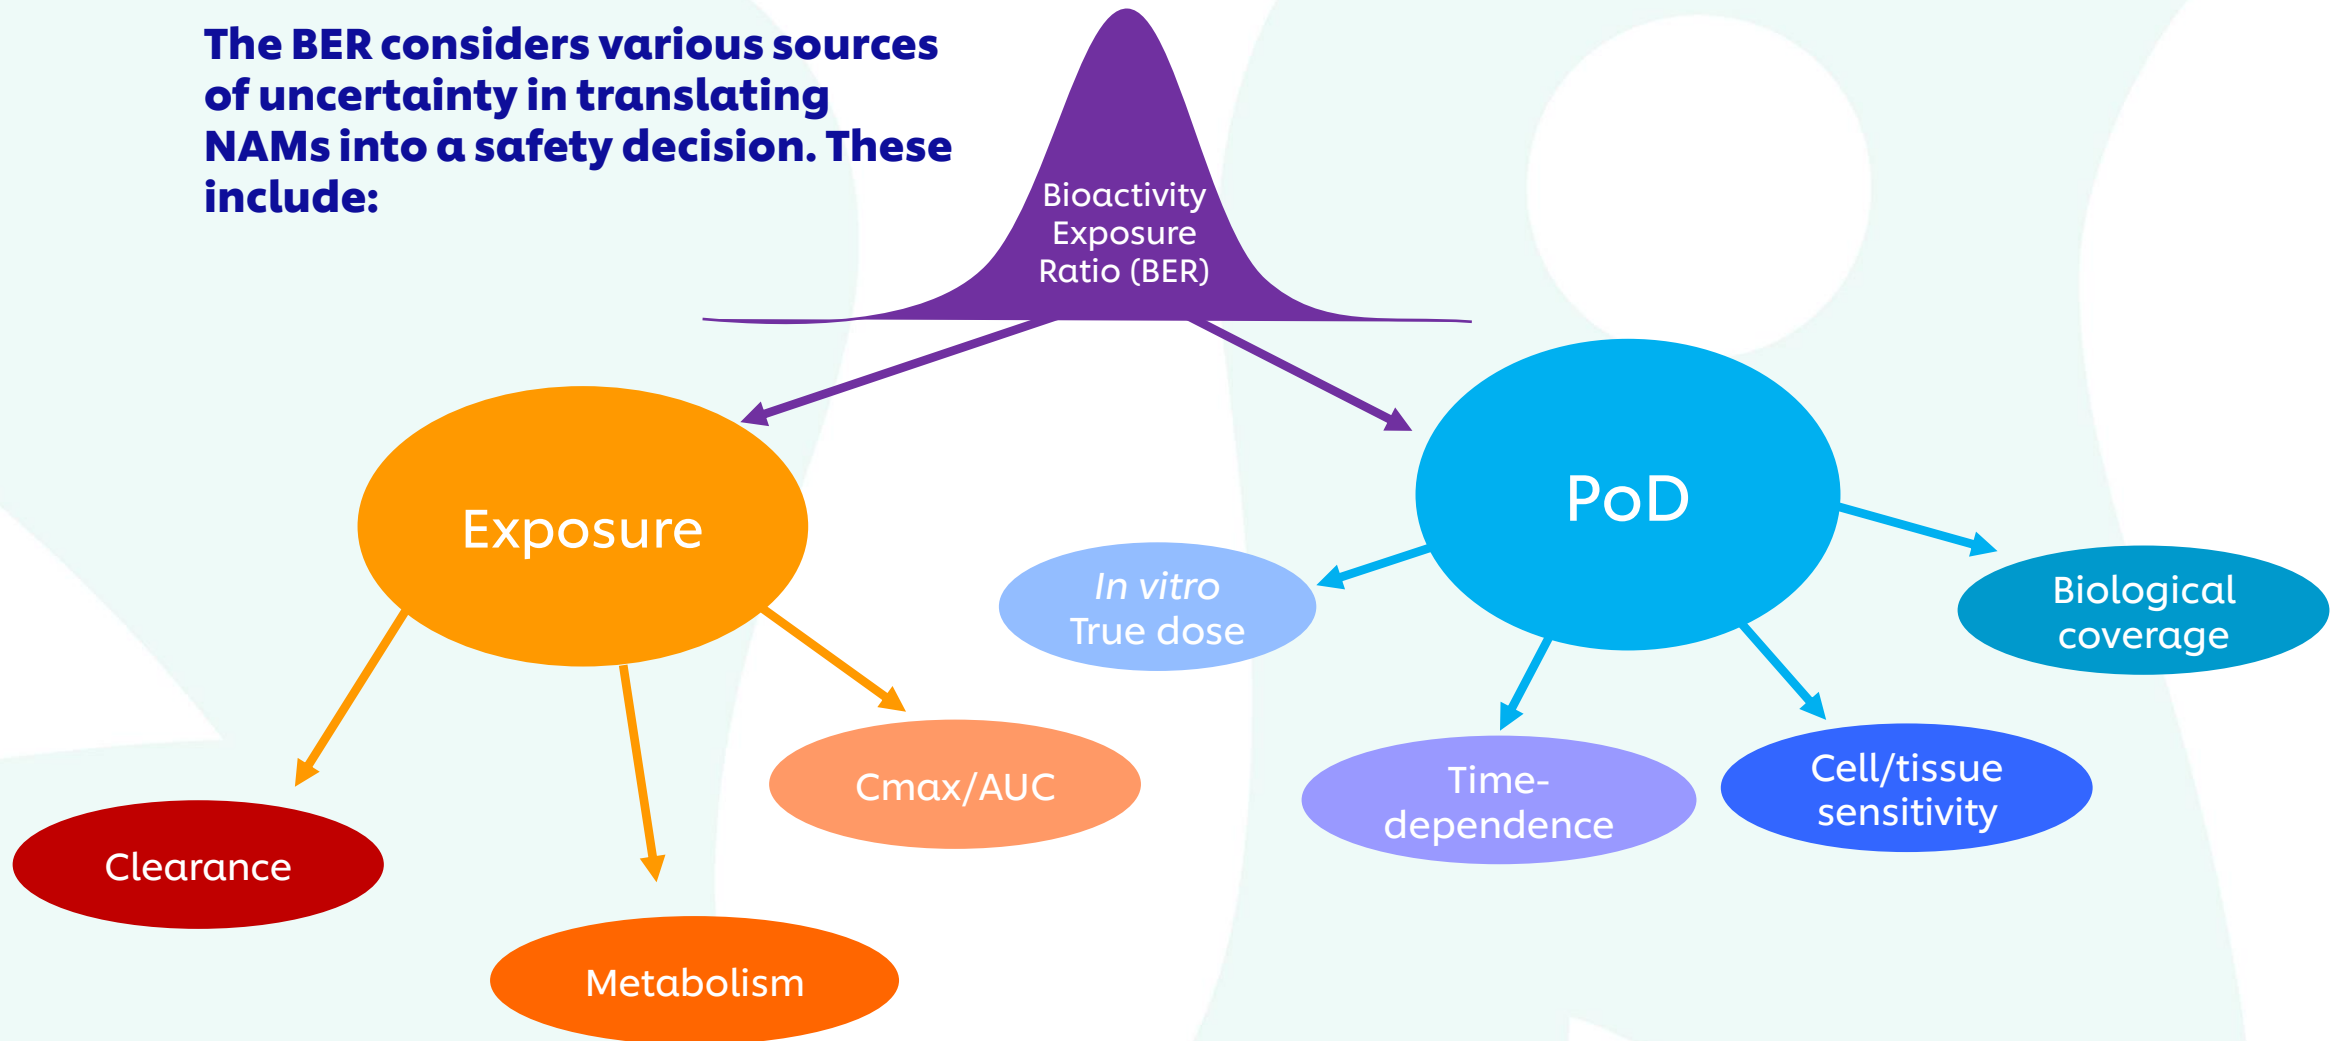 The BER considers various sources
of uncertainty in translating
NAMs into a safety decision. These
include:
Bioactivity
Exposure
Ratio (BER)
Exposure
PoD
In vitro
True dose
Biological
coverage
Cmax/AUC
Time-
dependence
Cell/tissue
sensitivity
Clearance
Metabolism